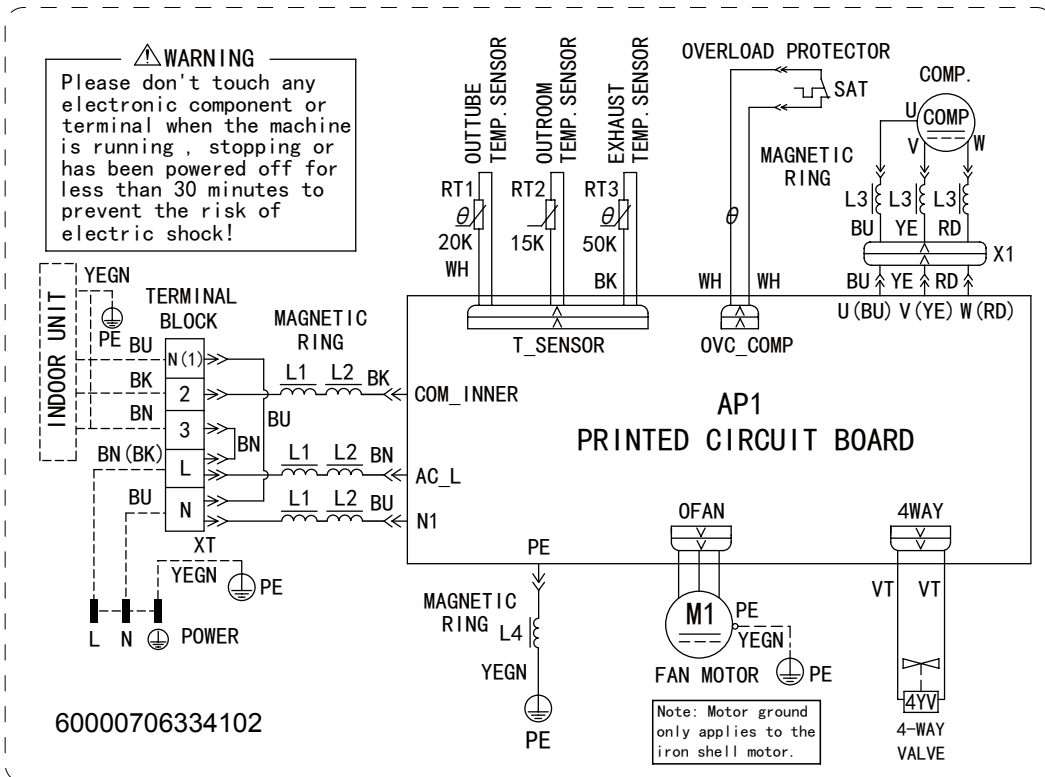 WARNING
Please don't touch any
electronic component or
terminal when the machine
is running , stopping or
has been powered off for
less than 30 minutes to
prevent the risk of
electric shock!
OUTTUBE
TEMP. SENSOR
OUTROOM
TEMP. SENSOR
EXHAUST
TEMP. SENSOR
RT1
RT2
RT3
θ
θ
20K
15K
50K
WH
BK
T_SENSOR
OVERLOAD PROTECTOR
SAT
θ
WH
WH
OVC_COMP
COMP.
COMP
U
V
W
MAGNETIC
RING
L3
L3
L3
BU
YE
RD
X1
BU
YE
RD
U(BU)
V(YE)
W(RD)
INDOOR UNIT
YEGN
PE
TERMINAL
BLOCK
MAGNETIC
RING
BU
N(1)
BK
2
L1
L2
BK
COM_INNER
BN
3
BU
BN
BN(BK)
L
L1
L2
BN
AC_L
BU
N
L1
L2
BU
N1
XT
YEGN
PE
L
N
POWER
AP1
PRINTED CIRCUIT BOARD
PE
MAGNETIC
RING
L4
YEGN
PE
OFAN
M1
PE
YEGN
FAN MOTOR
PE
Note: Motor ground
only applies to the
iron shell motor.
4WAY
VT
VT
4YV
4-WAY
VALVE
60000706334102